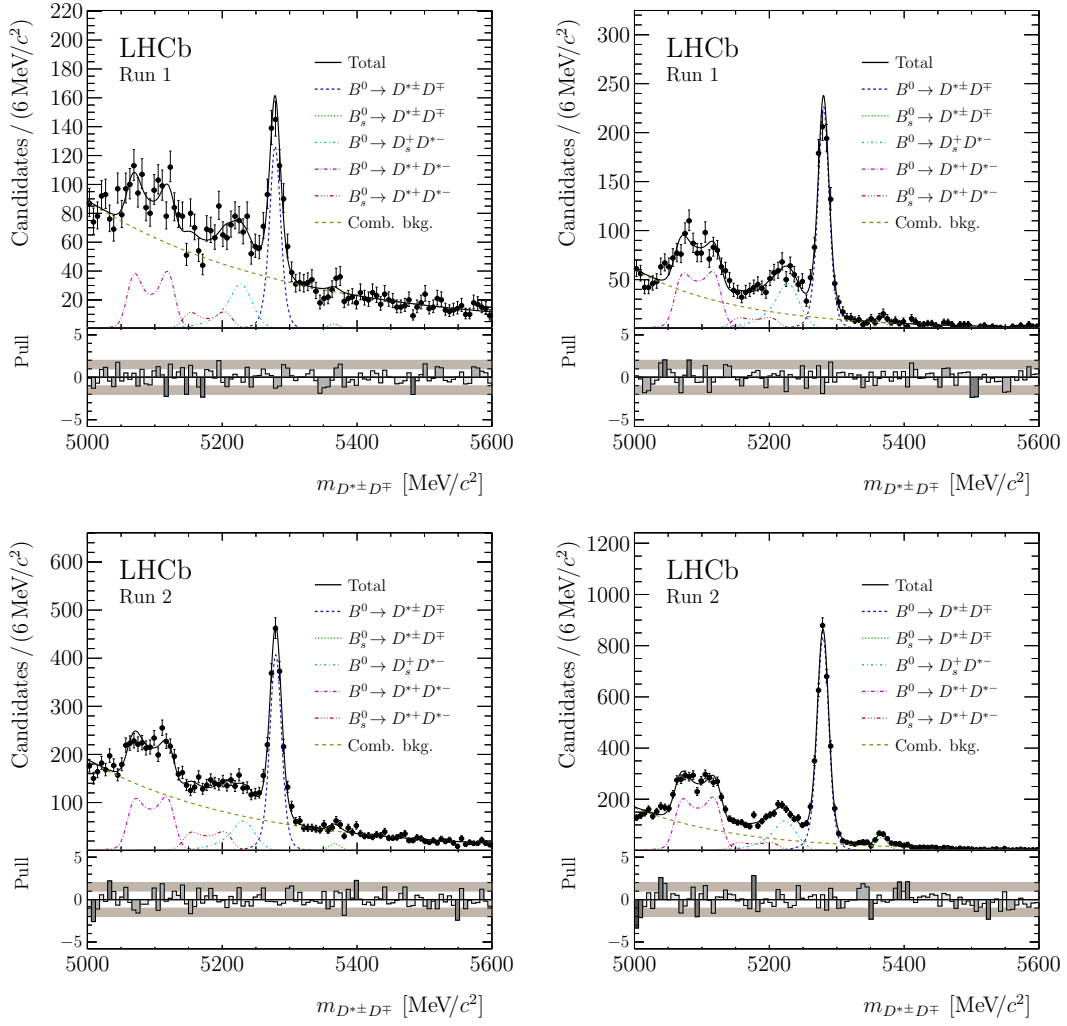 LHCb
Run 1
Total
B⁰ → D*±D∓
B⁰ₛ → D*±D∓
B⁰ → D⁺ₛD*⁻
B⁰ → D*⁺D*⁻
B⁰ₛ → D*⁺D*⁻
Comb. bkg.
Candidates / (6 MeV/c²)
220
200
180
160
140
120
100
80
60
40
20
Pull
5
0
−5
5000 5200 5400 5600
m_{D*±D∓} [MeV/c²]
LHCb
Run 1
Total
B⁰ → D*±D∓
B⁰ₛ → D*±D∓
B⁰ → D⁺ₛD*⁻
B⁰ → D*⁺D*⁻
B⁰ₛ → D*⁺D*⁻
Comb. bkg.
Candidates / (6 MeV/c²)
300
250
200
150
100
50
Pull
5
0
−5
5000 5200 5400 5600
m_{D*±D∓} [MeV/c²]
LHCb
Run 2
Total
B⁰ → D*±D∓
B⁰ₛ → D*±D∓
B⁰ → D⁺ₛD*⁻
B⁰ → D*⁺D*⁻
B⁰ₛ → D*⁺D*⁻
Comb. bkg.
Candidates / (6 MeV/c²)
600
500
400
300
200
100
Pull
5
0
−5
5000 5200 5400 5600
m_{D*±D∓} [MeV/c²]
LHCb
Run 2
Total
B⁰ → D*±D∓
B⁰ₛ → D*±D∓
B⁰ → D⁺ₛD*⁻
B⁰ → D*⁺D*⁻
B⁰ₛ → D*⁺D*⁻
Comb. bkg.
Candidates / (6 MeV/c²)
1200
1000
800
600
400
200
Pull
5
0
−5
5000 5200 5400 5600
m_{D*±D∓} [MeV/c²]